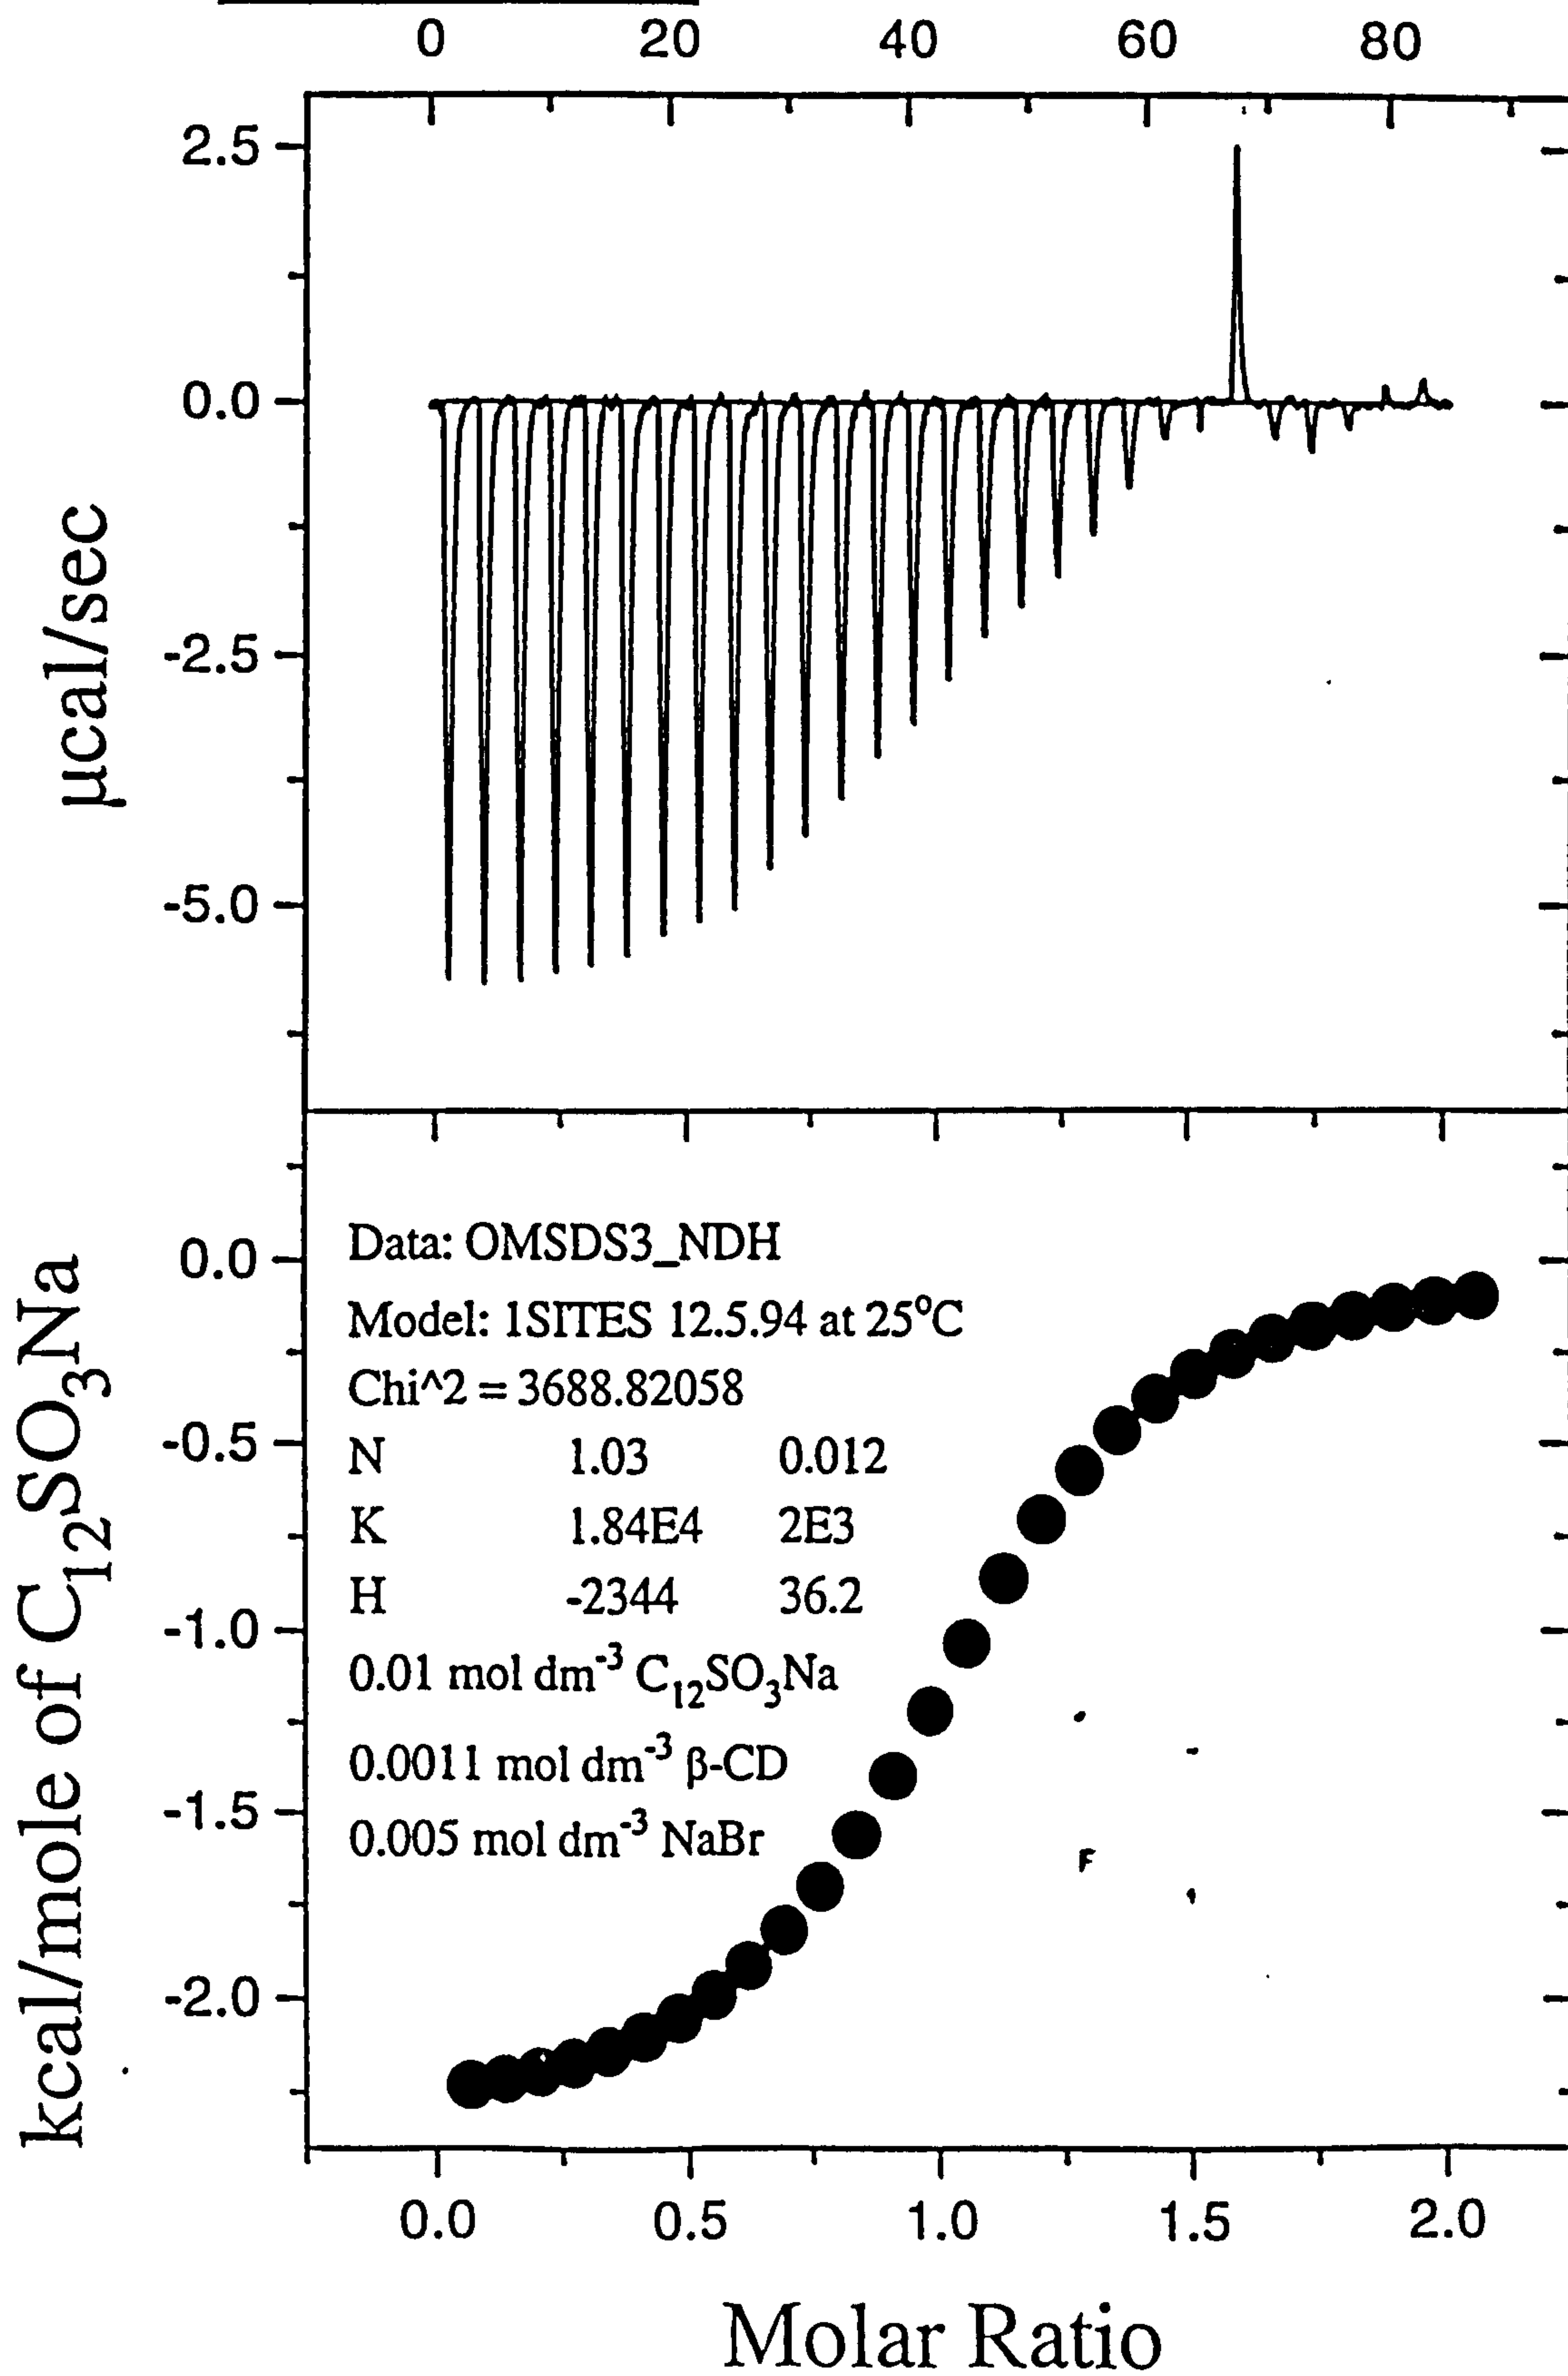 0 20 40 60 80
2.5
0.0
-2.5
-5.0
µcal/sec
Data: OMSDS3_NDH
Model: 1SITES 12.5.94 at 25°C
Chi^2 = 3688.82058
N 1.03 0.012
K 1.84E4 2E3
H -2344 36.2
0.01 mol dm⁻³ C₁₂SO₃Na
0.0011 mol dm⁻³ β-CD
0.005 mol dm⁻³ NaBr
0.0
-0.5
-1.0
-1.5
-2.0
kcal/mole of C₁₂SO₃Na
0.0 0.5 1.0 1.5 2.0
Molar Ratio